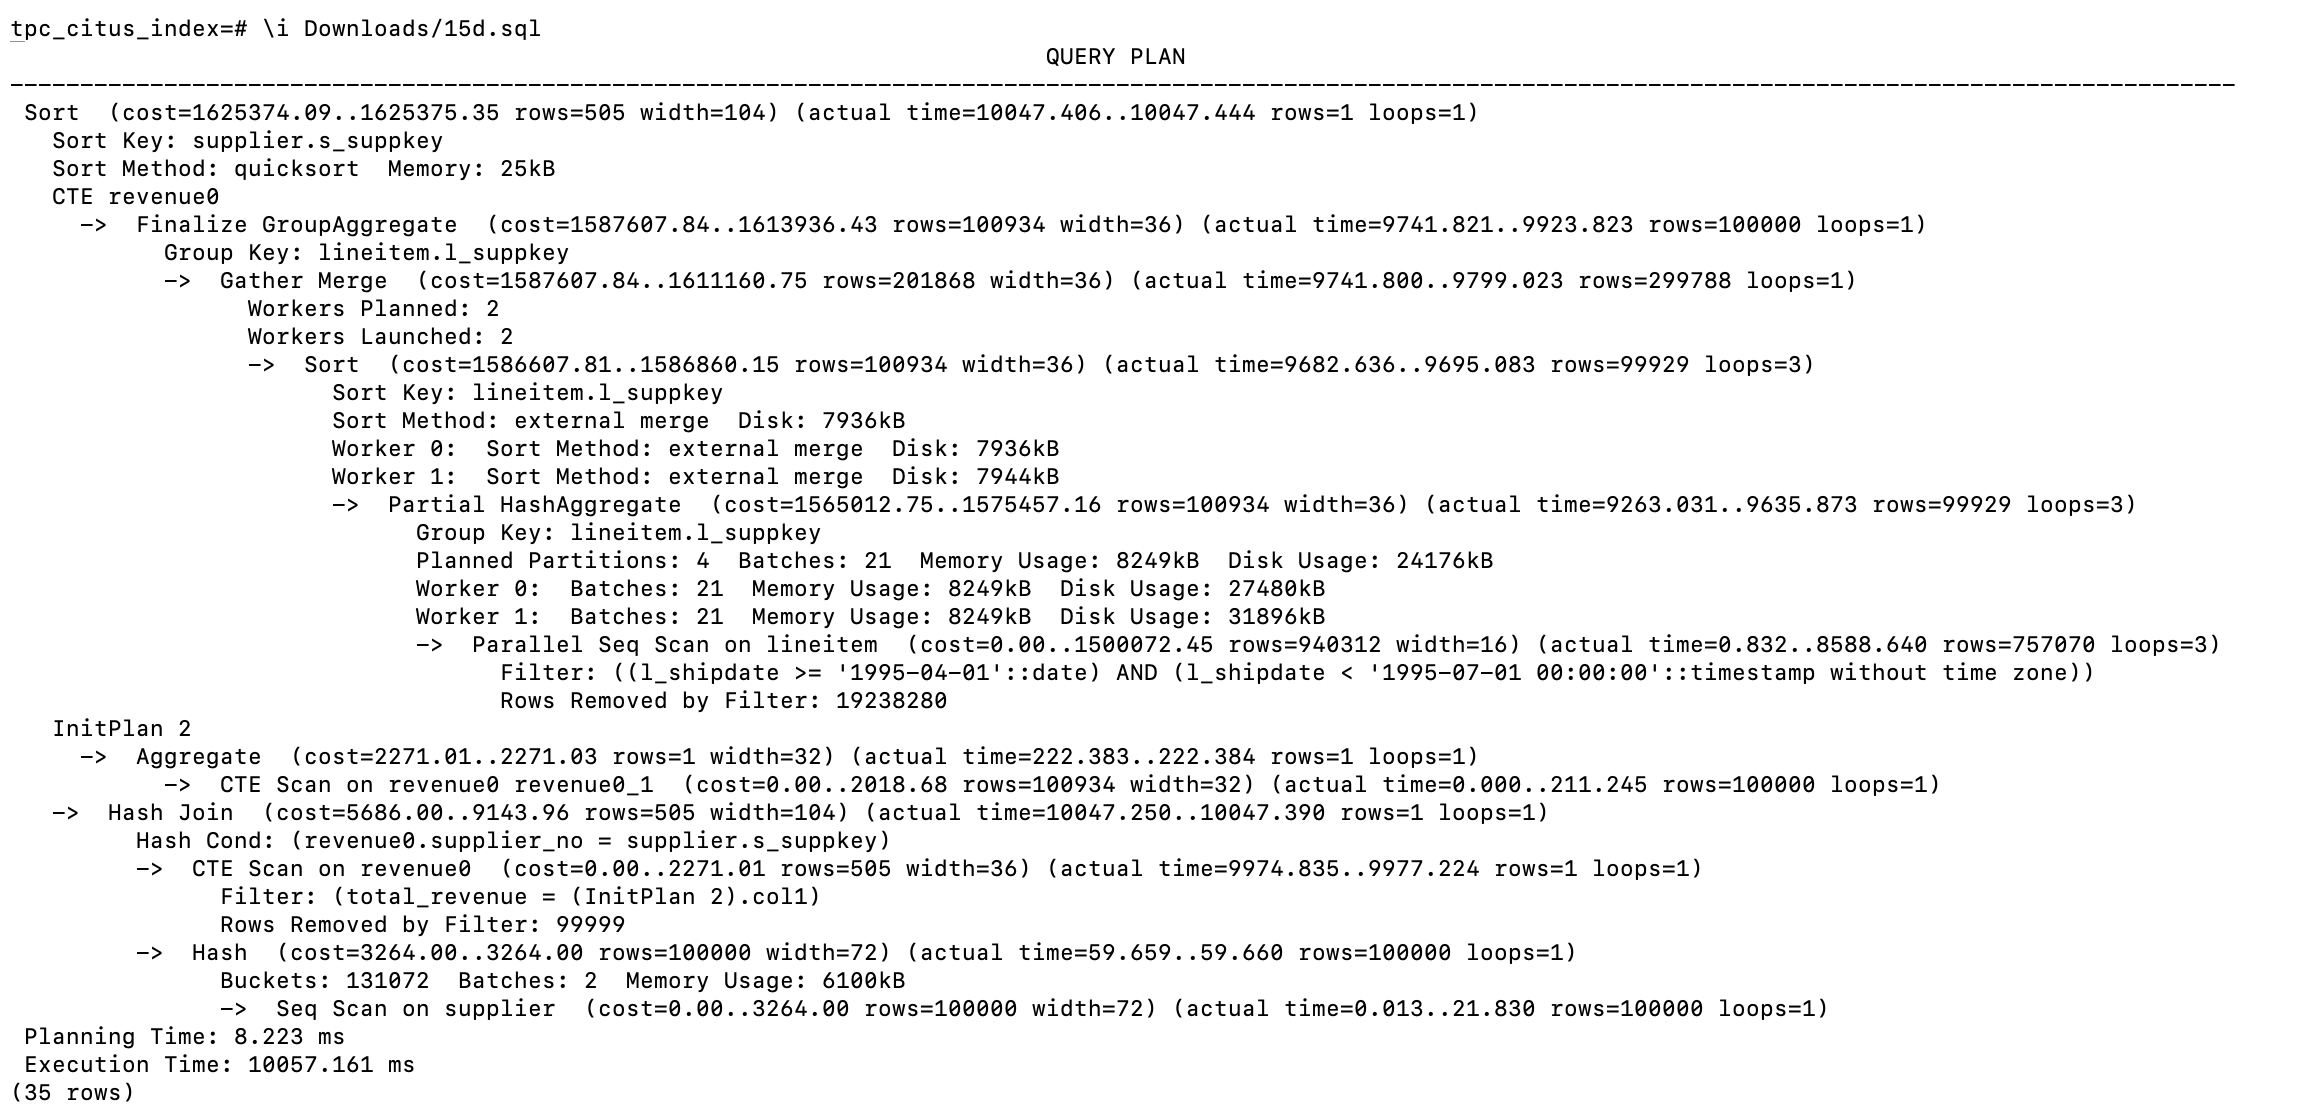 tpc_citus_index=# \i Downloads/15d.sql
QUERY PLAN
----------------------------------------------------------------------------------------------------------------------------------------------------------------
Sort  (cost=1625374.09..1625375.35 rows=505 width=104) (actual time=10047.406..10047.444 rows=1 loops=1)
  Sort Key: supplier.s_suppkey
  Sort Method: quicksort  Memory: 25kB
  CTE revenue0
    ->  Finalize GroupAggregate  (cost=1587607.84..1613936.43 rows=100934 width=36) (actual time=9741.821..9923.823 rows=100000 loops=1)
          Group Key: lineitem.l_suppkey
          ->  Gather Merge  (cost=1587607.84..1611160.75 rows=201868 width=36) (actual time=9741.800..9799.023 rows=299788 loops=1)
                Workers Planned: 2
                Workers Launched: 2
                ->  Sort  (cost=1586607.81..1586860.15 rows=100934 width=36) (actual time=9682.636..9695.083 rows=99929 loops=3)
                      Sort Key: lineitem.l_suppkey
                      Sort Method: external merge  Disk: 7936kB
                      Worker 0:  Sort Method: external merge  Disk: 7936kB
                      Worker 1:  Sort Method: external merge  Disk: 7944kB
                      ->  Partial HashAggregate  (cost=1565012.75..1575457.16 rows=100934 width=36) (actual time=9263.031..9635.873 rows=99929 loops=3)
                            Group Key: lineitem.l_suppkey
                            Planned Partitions: 4  Batches: 21  Memory Usage: 8249kB  Disk Usage: 24176kB
                            Worker 0:  Batches: 21  Memory Usage: 8249kB  Disk Usage: 27480kB
                            Worker 1:  Batches: 21  Memory Usage: 8249kB  Disk Usage: 31896kB
                            ->  Parallel Seq Scan on lineitem  (cost=0.00..1500072.45 rows=940312 width=16) (actual time=0.832..8588.640 rows=757070 loops=3)
                                  Filter: ((l_shipdate >= '1995-04-01'::date) AND (l_shipdate < '1995-07-01 00:00:00'::timestamp without time zone))
                                  Rows Removed by Filter: 19238280
  InitPlan 2
    ->  Aggregate  (cost=2271.01..2271.03 rows=1 width=32) (actual time=222.383..222.384 rows=1 loops=1)
          ->  CTE Scan on revenue0 revenue0_1  (cost=0.00..2018.68 rows=100934 width=32) (actual time=0.000..211.245 rows=100000 loops=1)
  ->  Hash Join  (cost=5686.00..9143.96 rows=505 width=104) (actual time=10047.250..10047.390 rows=1 loops=1)
        Hash Cond: (revenue0.supplier_no = supplier.s_suppkey)
        ->  CTE Scan on revenue0  (cost=0.00..2271.01 rows=505 width=36) (actual time=9974.835..9977.224 rows=1 loops=1)
              Filter: (total_revenue = (InitPlan 2).col1)
              Rows Removed by Filter: 99999
        ->  Hash  (cost=3264.00..3264.00 rows=100000 width=72) (actual time=59.659..59.660 rows=100000 loops=1)
              Buckets: 131072  Batches: 2  Memory Usage: 6100kB
              ->  Seq Scan on supplier  (cost=0.00..3264.00 rows=100000 width=72) (actual time=0.013..21.830 rows=100000 loops=1)
Planning Time: 8.223 ms
Execution Time: 10057.161 ms
(35 rows)